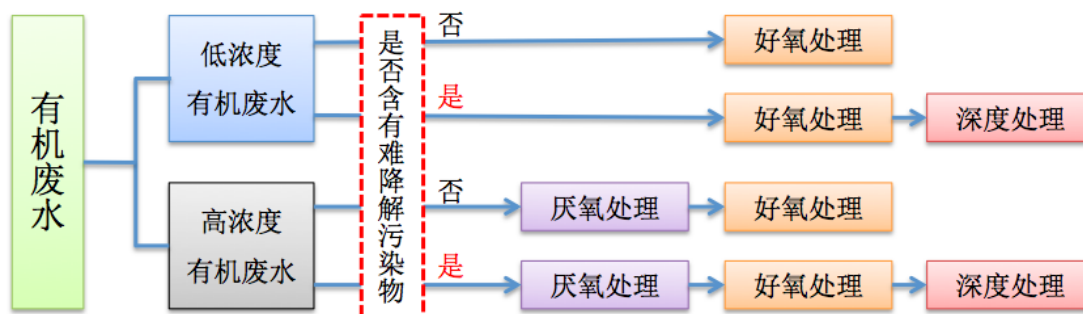 有机废水
低浓度
有机废水
高浓度
有机废水
是否含有难降解污染物
否
好氧处理
是
好氧处理
深度处理
否
厌氧处理
好氧处理
是
厌氧处理
好氧处理
深度处理